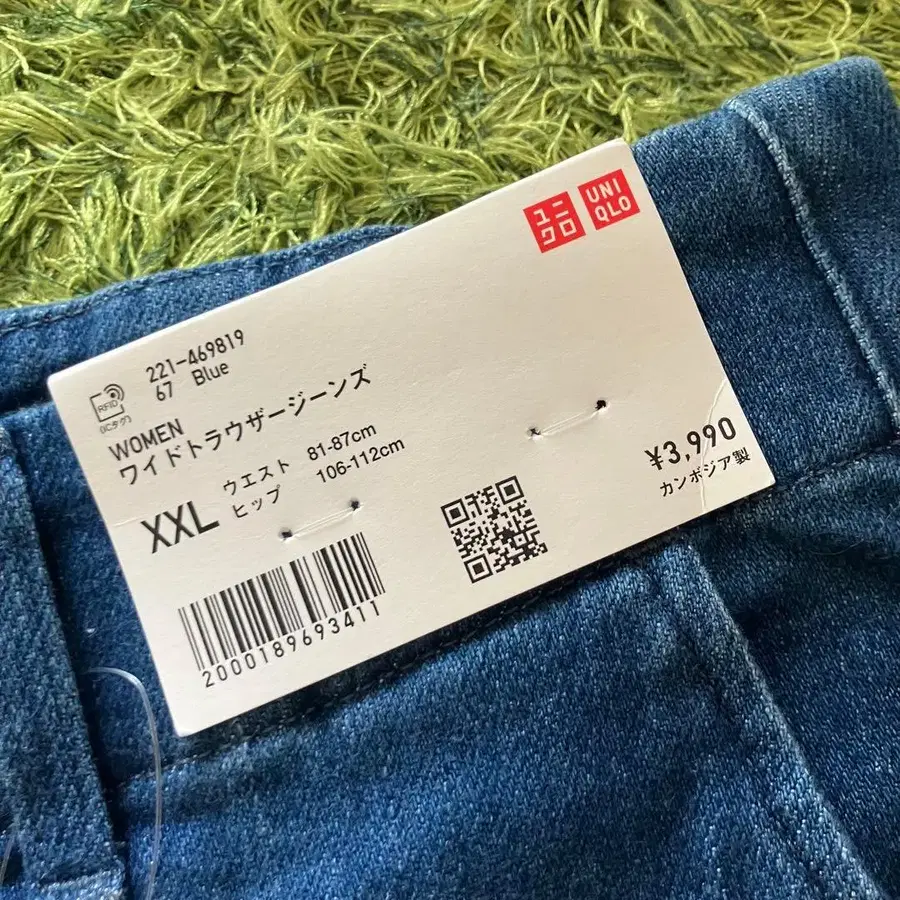 ユニクロ
UNIQLO
221-469819
67 Blue
RFID
(ICタグ)
WOMEN
ワイドトラウザージーンズ
XXL
ウエスト 81-87cm
ヒップ 106-112cm
¥3,990
カンボジア製
2000189693411